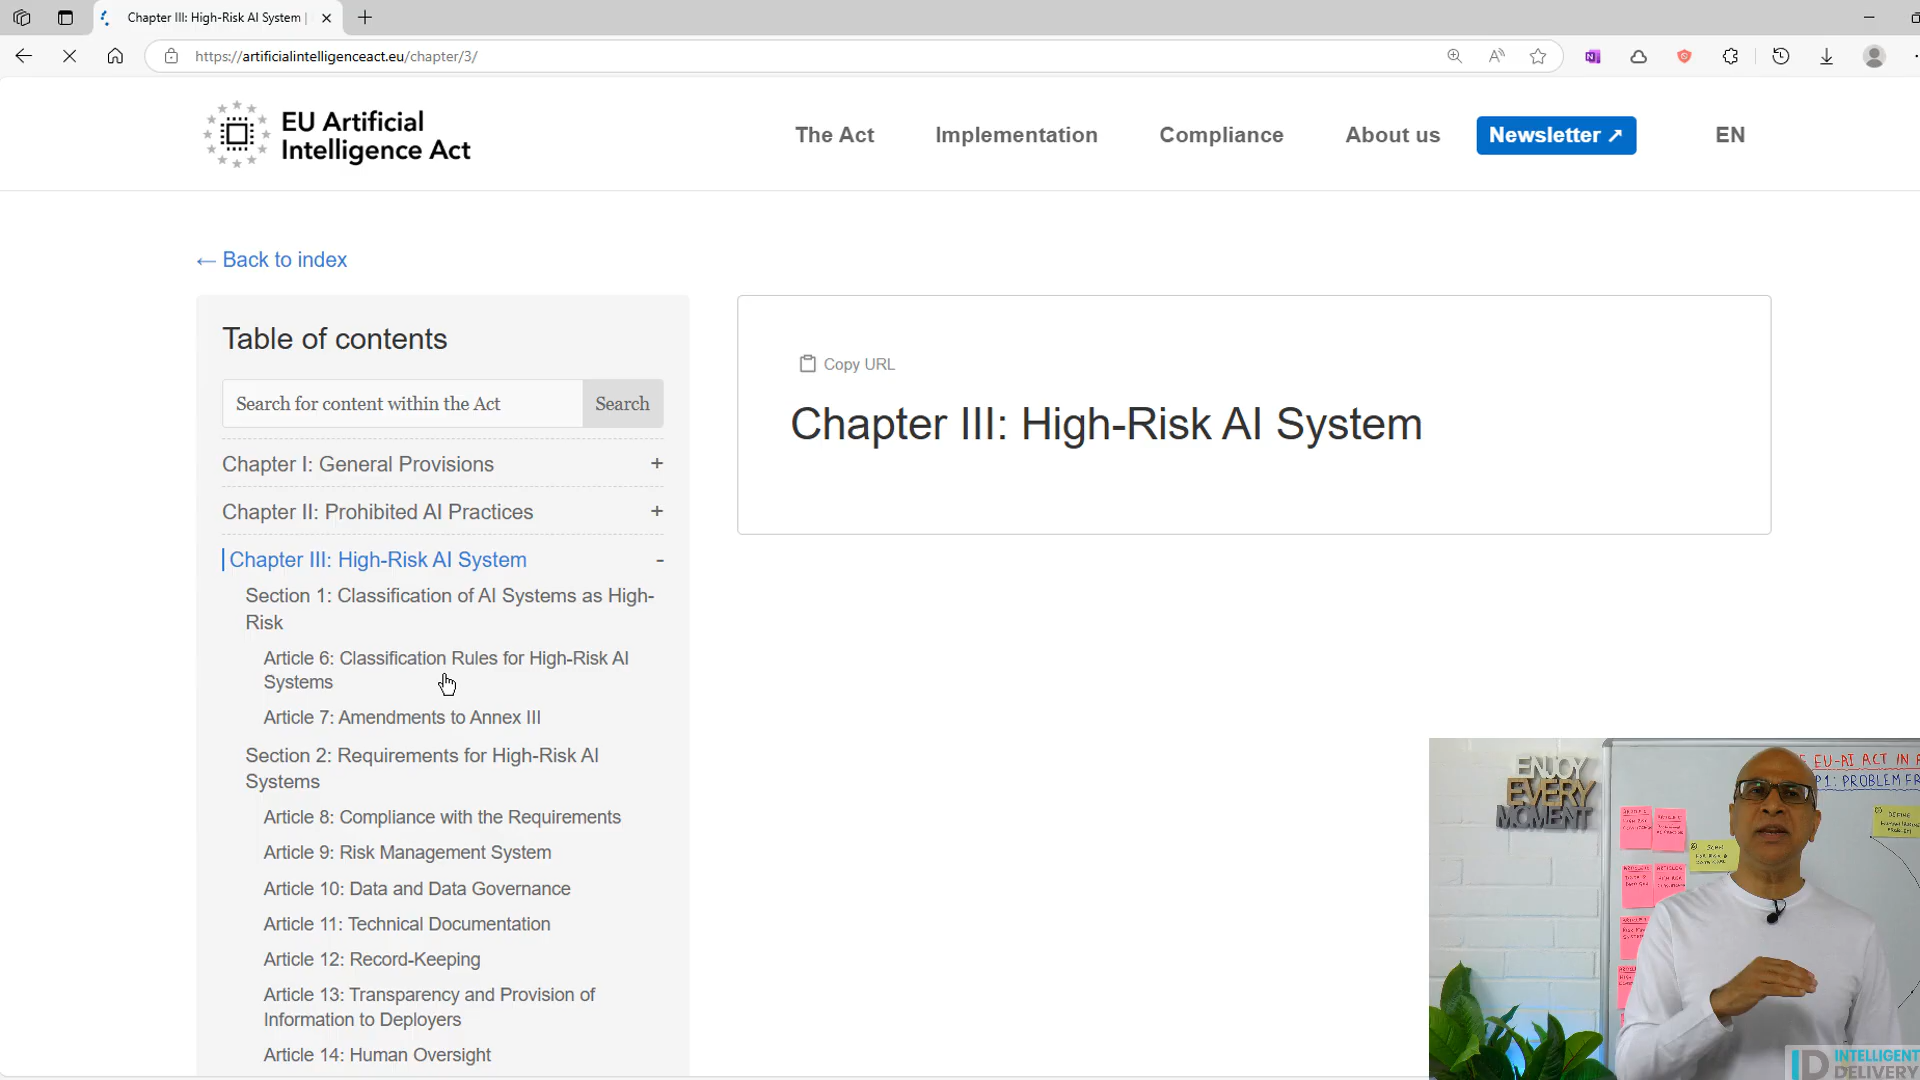 Chapter III: High-Risk AI System |
https://artificialintelligenceact.eu/chapter/3/
EU Artificial
Intelligence Act
The Act
Implementation
Compliance
About us
Newsletter ↗
EN
← Back to index
Table of contents
Search for content within the Act
Search
Chapter I: General Provisions +
Chapter II: Prohibited AI Practices +
Chapter III: High-Risk AI System -
Section 1: Classification of AI Systems as High-
Risk
Article 6: Classification Rules for High-Risk AI
Systems
Article 7: Amendments to Annex III
Section 2: Requirements for High-Risk AI
Systems
Article 8: Compliance with the Requirements
Article 9: Risk Management System
Article 10: Data and Data Governance
Article 11: Technical Documentation
Article 12: Record-Keeping
Article 13: Transparency and Provision of
Information to Deployers
Article 14: Human Oversight
Copy URL
Chapter III: High-Risk AI System
ENJOY
EVERY
MOMENT
EU-AI ACT IN
PROBLEM
DEFINE
PROBLEM
SCAN
ID INTELLIGENT
DELIVERY